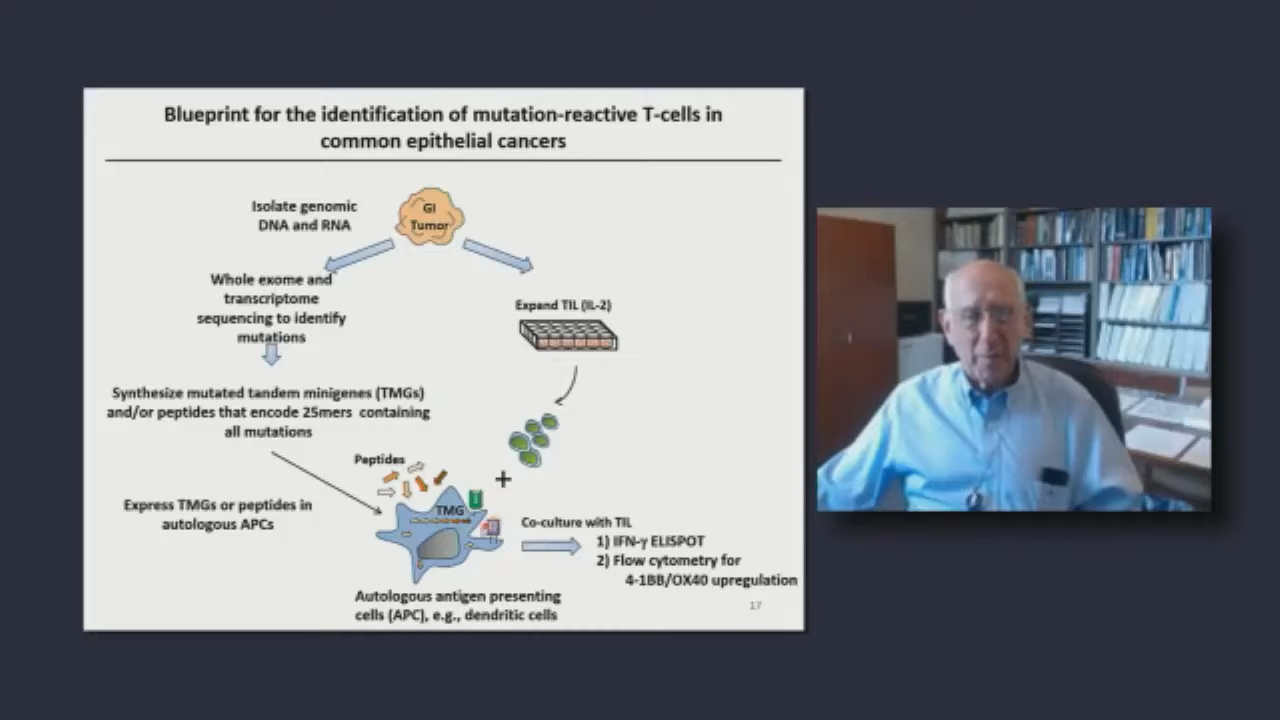 Blueprint for the identification of mutation-reactive T-cells in
common epithelial cancers
Isolate genomic
DNA and RNA
GI
Tumor
Whole exome and
transcriptome
sequencing to identify
mutations
Expand TIL (IL-2)
Synthesize mutated tandem minigenes (TMGs)
and/or peptides that encode 25mers containing
all mutations
Peptides
+
TMG
Express TMGs or peptides in
autologous APCs
Co-culture with TIL
1) IFN-γ ELISPOT
2) Flow cytometry for
4-1BB/OX40 upregulation
Autologous antigen presenting
cells (APC), e.g., dendritic cells
17